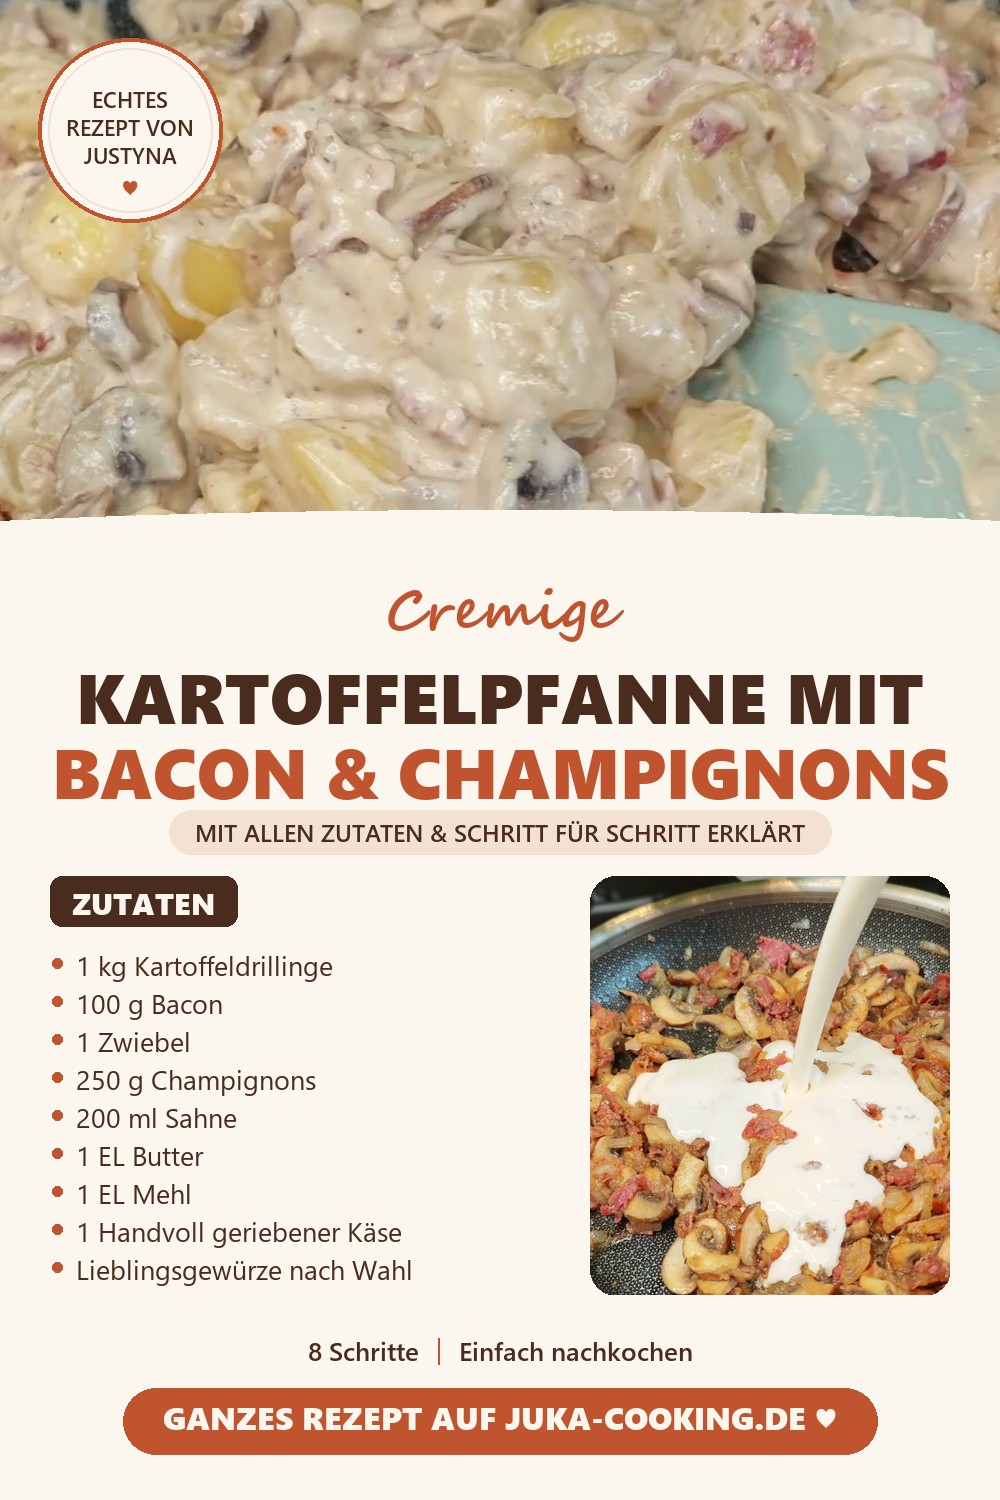 ECHTES
REZEPT VON
JUSTYNA
Cremige
KARTOFFELPFANNE MIT
BACON & CHAMPIGNONS
MIT ALLEN ZUTATEN & SCHRITT FÜR SCHRITT ERKLÄRT
ZUTATEN
1 kg Kartoffeldrillinge
100 g Bacon
1 Zwiebel
250 g Champignons
200 ml Sahne
1 EL Butter
1 EL Mehl
1 Handvoll geriebener Käse
Lieblingsgewürze nach Wahl
8 Schritte | Einfach nachkochen
GANZES REZEPT AUF JUKA-COOKING.DE ♥